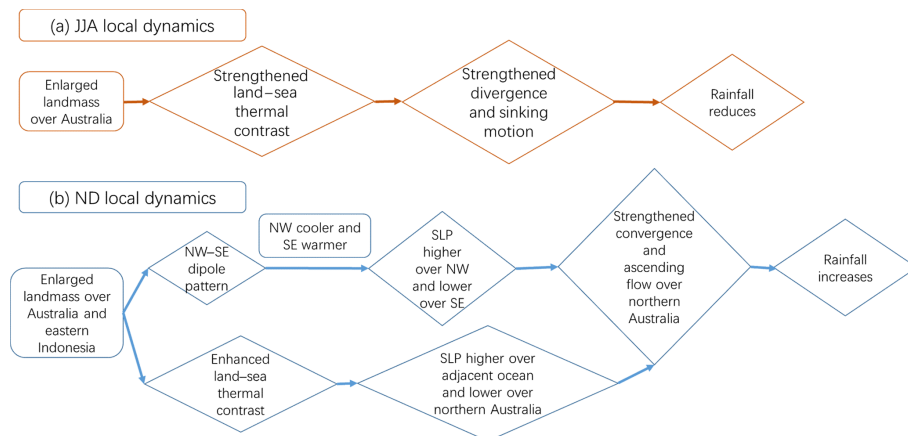 (a) JJA local dynamics
Enlarged
landmass
over Australia
Strengthened
land–sea
thermal
contrast
Strengthened
divergence
and sinking
motion
Rainfall
reduces
(b) ND local dynamics
Enlarged
landmass over
Australia and
eastern
Indonesia
NW–SE
dipole
pattern
NW cooler and
SE warmer
SLP
higher
over NW
and lower
over SE
Enhanced
land–sea
thermal
contrast
SLP higher over
adjacent ocean
and lower over
northern Australia
Strengthened
convergence
and
ascending
flow over
northern
Australia
Rainfall
increases